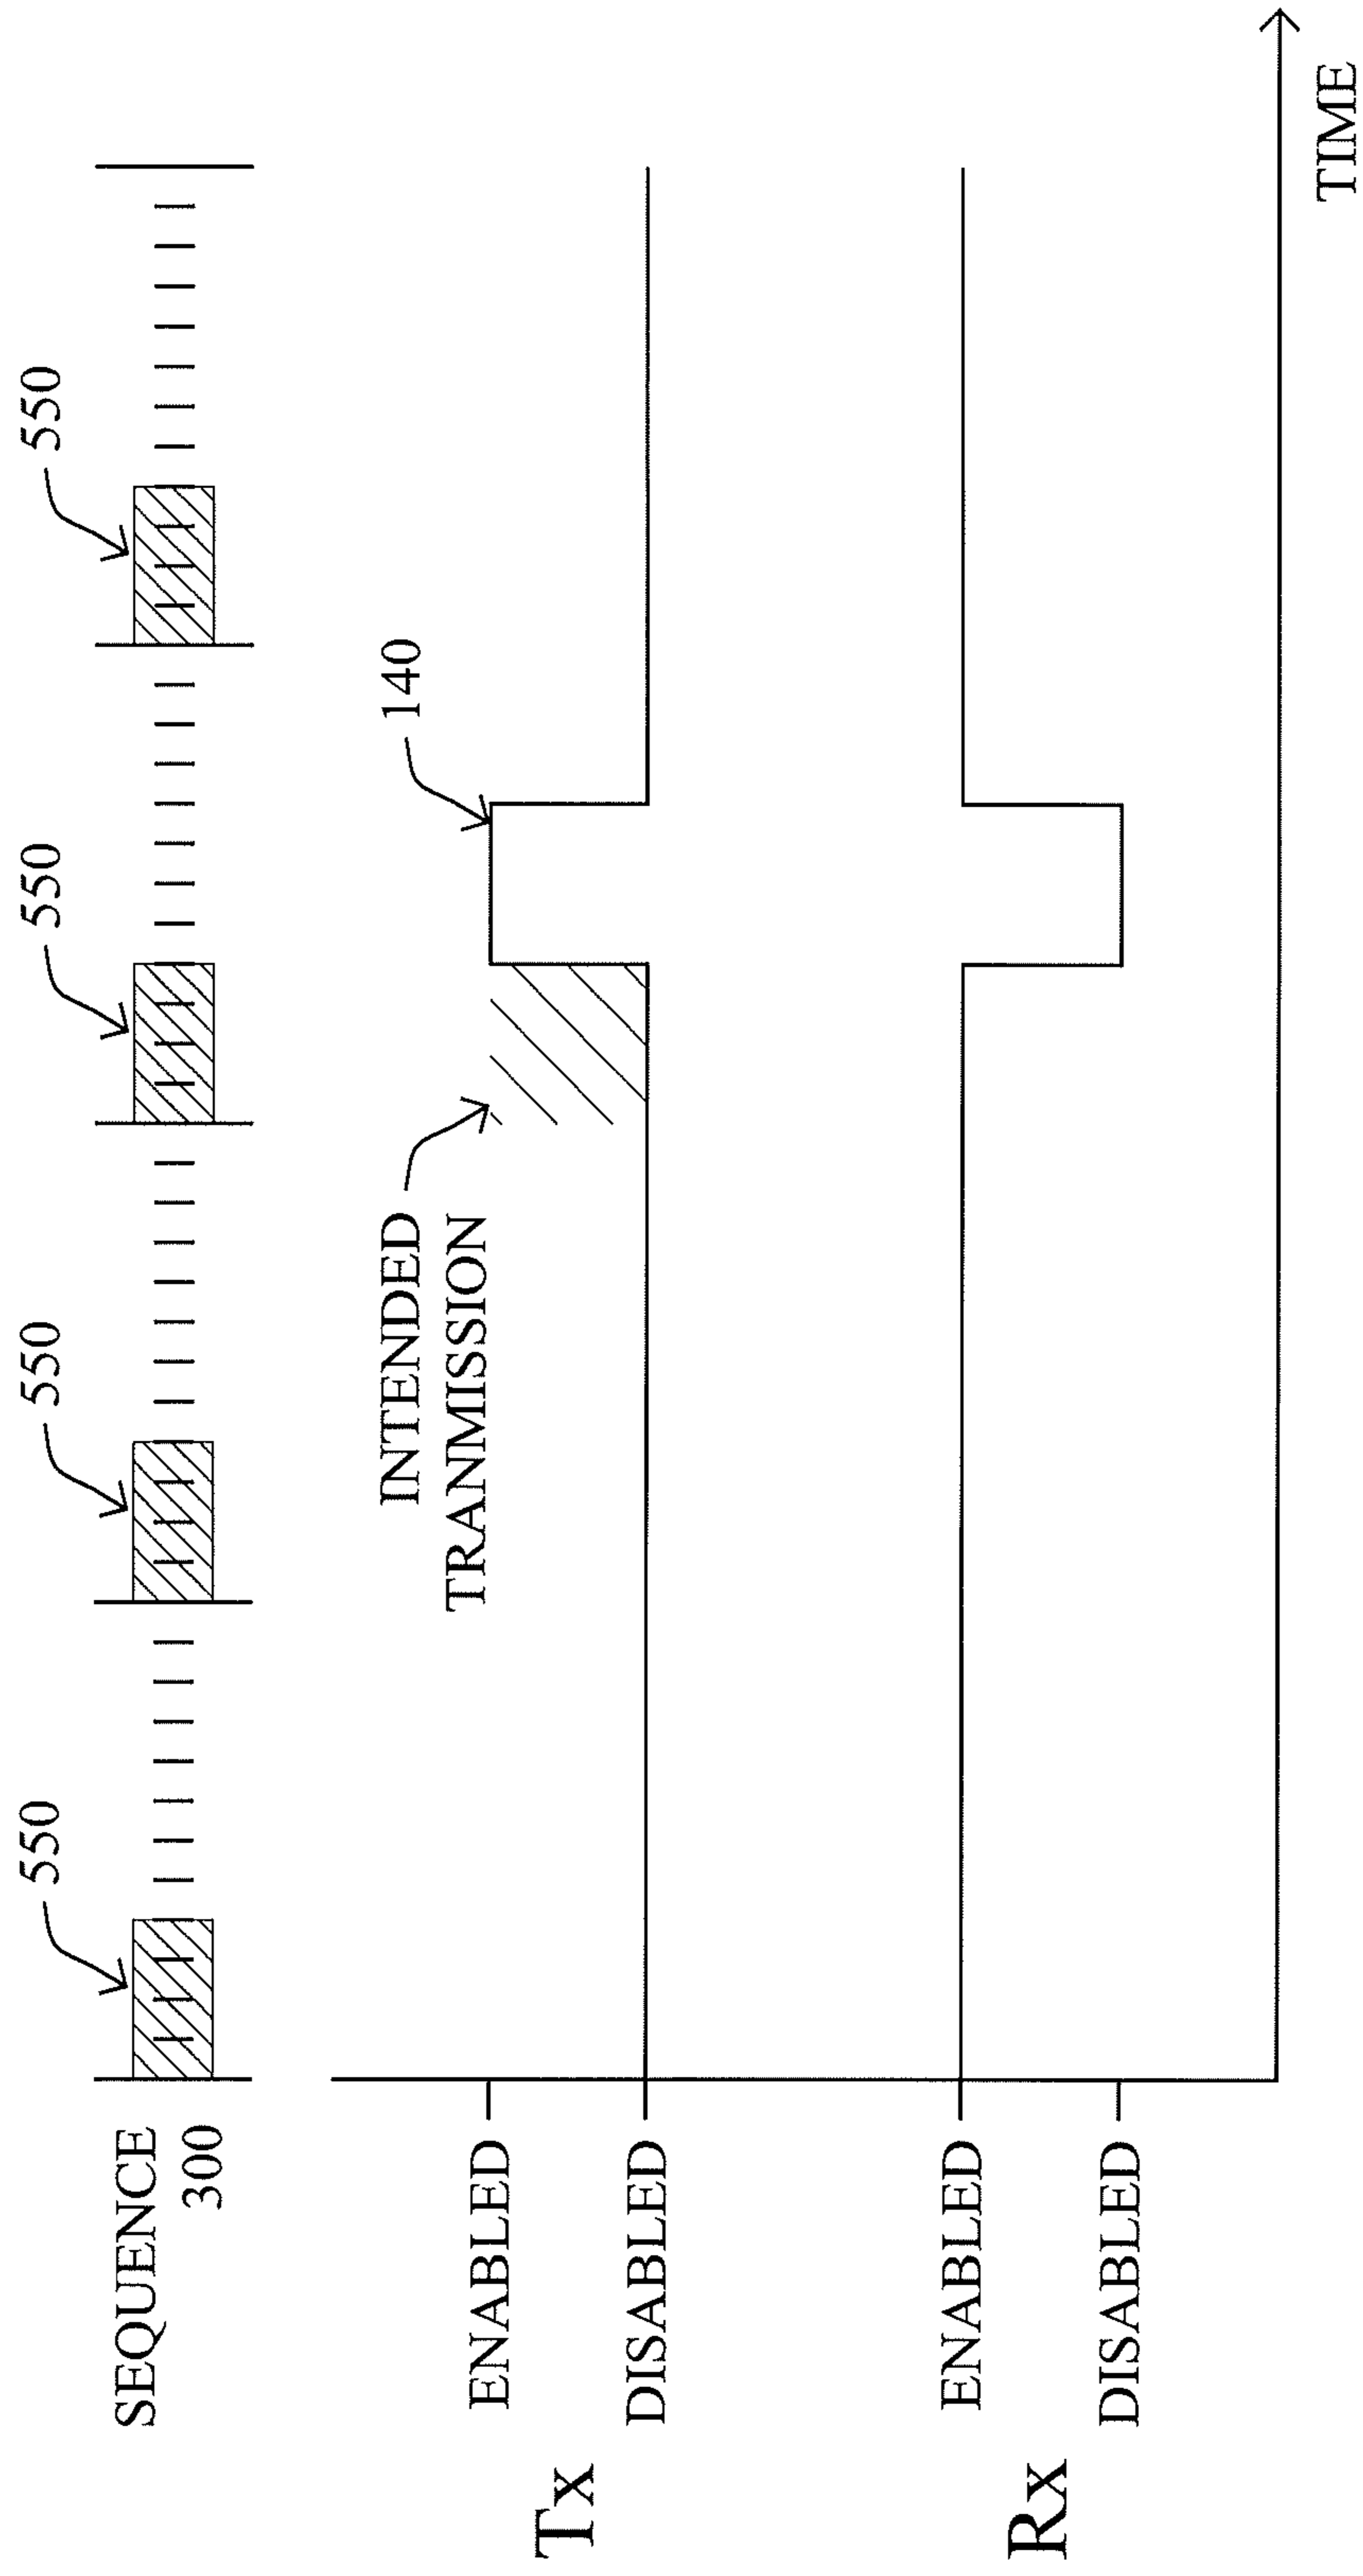 550
550
550
550
SEQUENCE
300
INTENDED
TRANMISSION
140
Tx
ENABLED
DISABLED
Rx
ENABLED
DISABLED
TIME